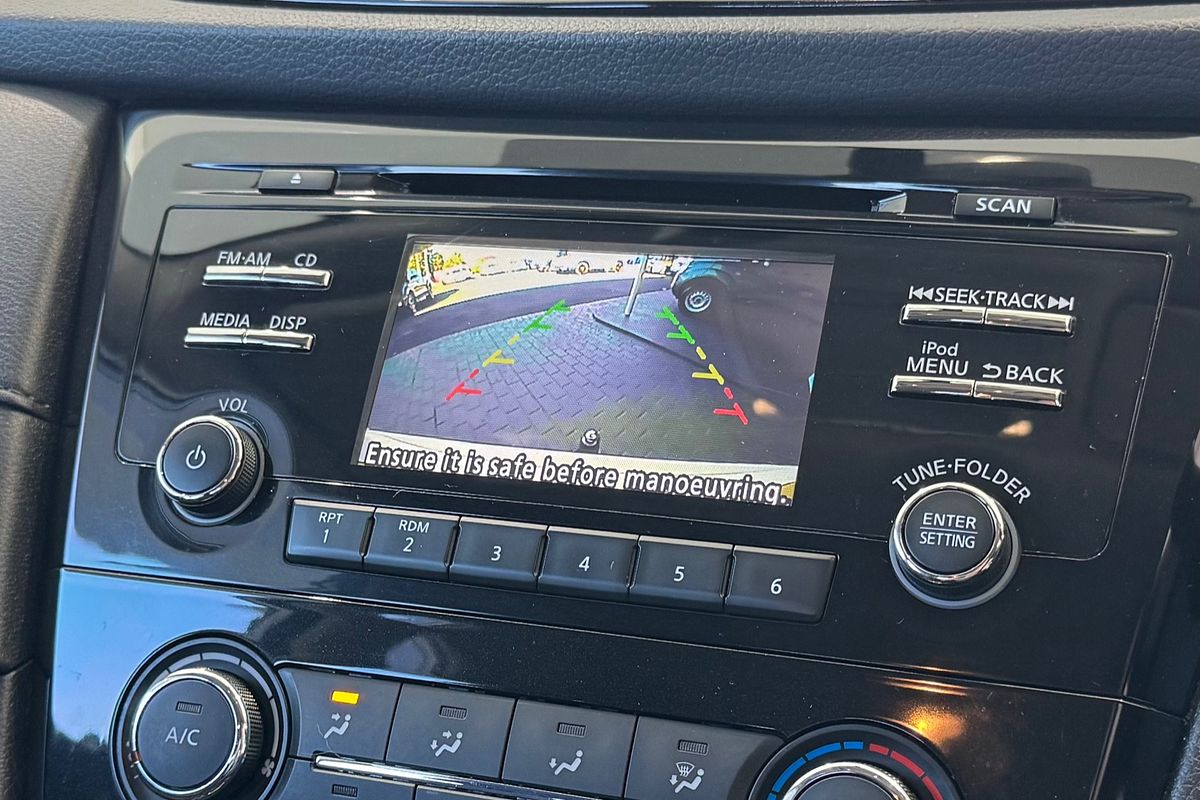 SCAN
FM·AM CD
MEDIA DISP
SEEK·TRACK
iPod
MENU BACK
VOL
Ensure it is safe before manoeuvring.
TUNE·FOLDER
ENTER
SETTING
RPT
1
RDM
2
3
4
5
6
A/C